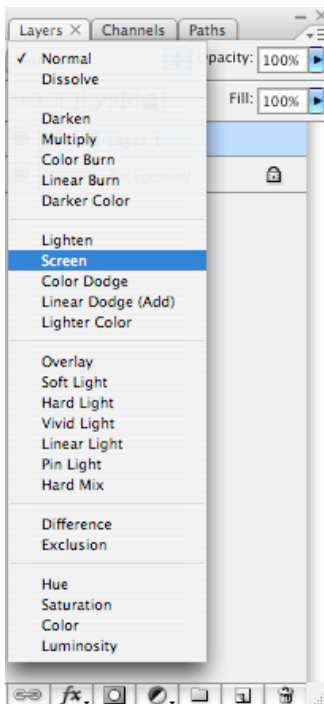 Layers × Channels Paths
✓ Normal
Opacity: 100%
Dissolve
Fill: 100%
Darken
Multiply
Color Burn
Linear Burn
Darker Color
Lighten
Screen
Color Dodge
Linear Dodge (Add)
Lighter Color
Overlay
Soft Light
Hard Light
Vivid Light
Linear Light
Pin Light
Hard Mix
Difference
Exclusion
Hue
Saturation
Color
Luminosity
fx.